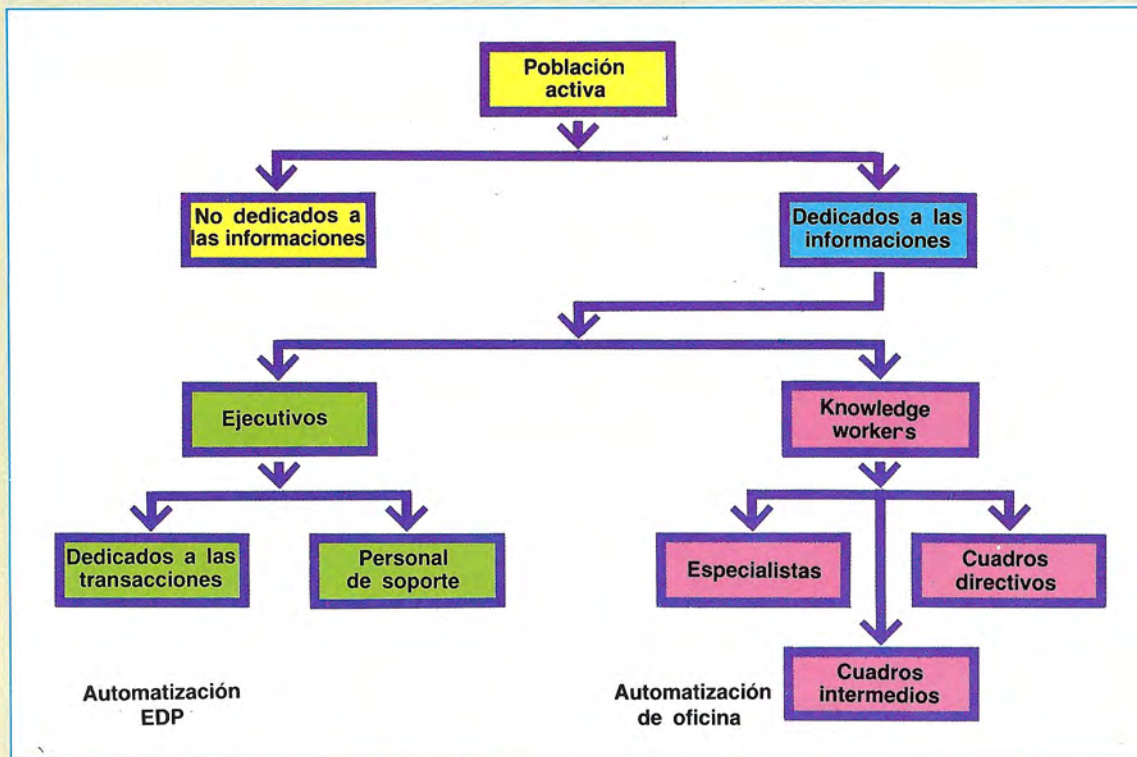 Población
activa
No dedicados a
las informaciones
Dedicados a las
informaciones
Ejecutivos
Knowledge
workers
Dedicados a las
transacciones
Personal
de soporte
Especialistas
Cuadros
directivos
Cuadros
intermedios
Automatización
EDP
Automatización
de oficina